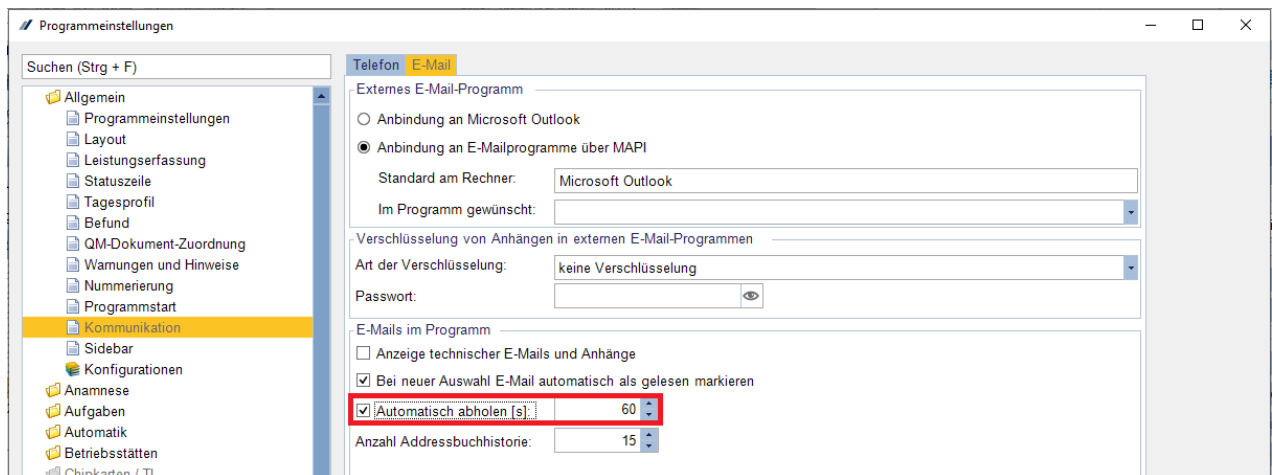 Programmeinstellungen
Suchen (Strg + F)
Allgemein
Programmeinstellungen
Layout
Leistungserfassung
Statuszeile
Tagesprofil
Befund
QM-Dokument-Zuordnung
Warnungen und Hinweise
Nummerierung
Programmstart
Kommunikation
Sidebar
Konfigurationen
Anamnese
Aufgaben
Automatik
Betriebsstätten
Chipkarten / TI
Telefon E-Mail
Externes E-Mail-Programm
Anbindung an Microsoft Outlook
Anbindung an E-Mailprogramme über MAPI
Standard am Rechner: Microsoft Outlook
Im Programm gewünscht:
Verschlüsselung von Anhängen in externen E-Mail-Programmen
Art der Verschlüsselung: keine Verschlüsselung
Passwort:
E-Mails im Programm
Anzeige technischer E-Mails und Anhänge
Bei neuer Auswahl E-Mail automatisch als gelesen markieren
Automatisch abholen [s]: 60
Anzahl Addressbuchhistorie: 15